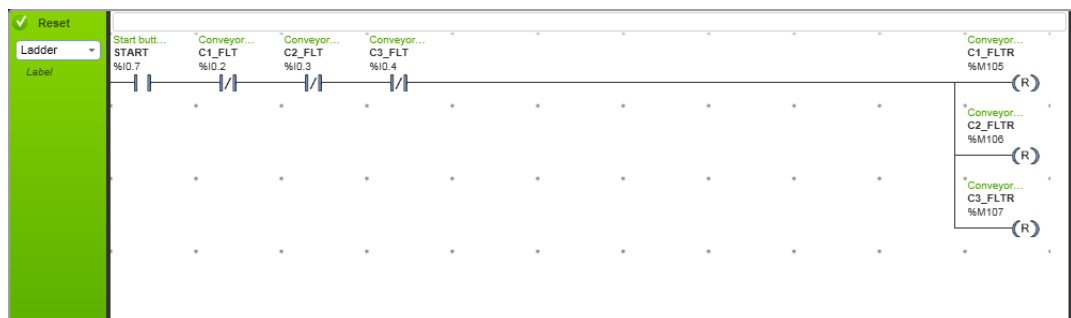 Reset
Ladder
Label
Start butt... Conveyor... Conveyor... Conveyor... Conveyor...
START C1_FLT C2_FLT C3_FLT C1_FLTR
%I0.7 %I0.2 %I0.3 %I0.4 %M105
(R)
Conveyor...
C2_FLTR
%M106
(R)
Conveyor...
C3_FLTR
%M107
(R)